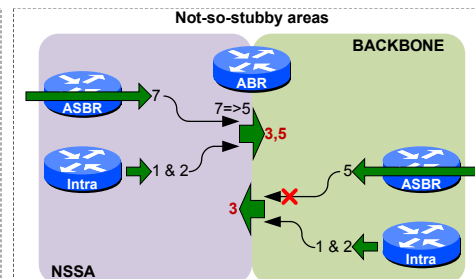 Not-so-stubby areas
BACKBONE
ABR
ASBR
7
7=>5
3,5
Intra
1 & 2
5
ASBR
3
1 & 2
Intra
NSSA